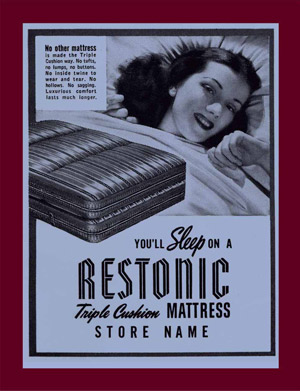 No other mattress
is made the Triple
Cushion way. No tufts,
no lumps, no buttons.
No inside twine to
wear and tear. No
hollows. No sagging.
Luxurious comfort
lasts much longer.
YOU'LL Sleep ON A
RESTONIC
Triple Cushion MATTRESS
STORE NAME